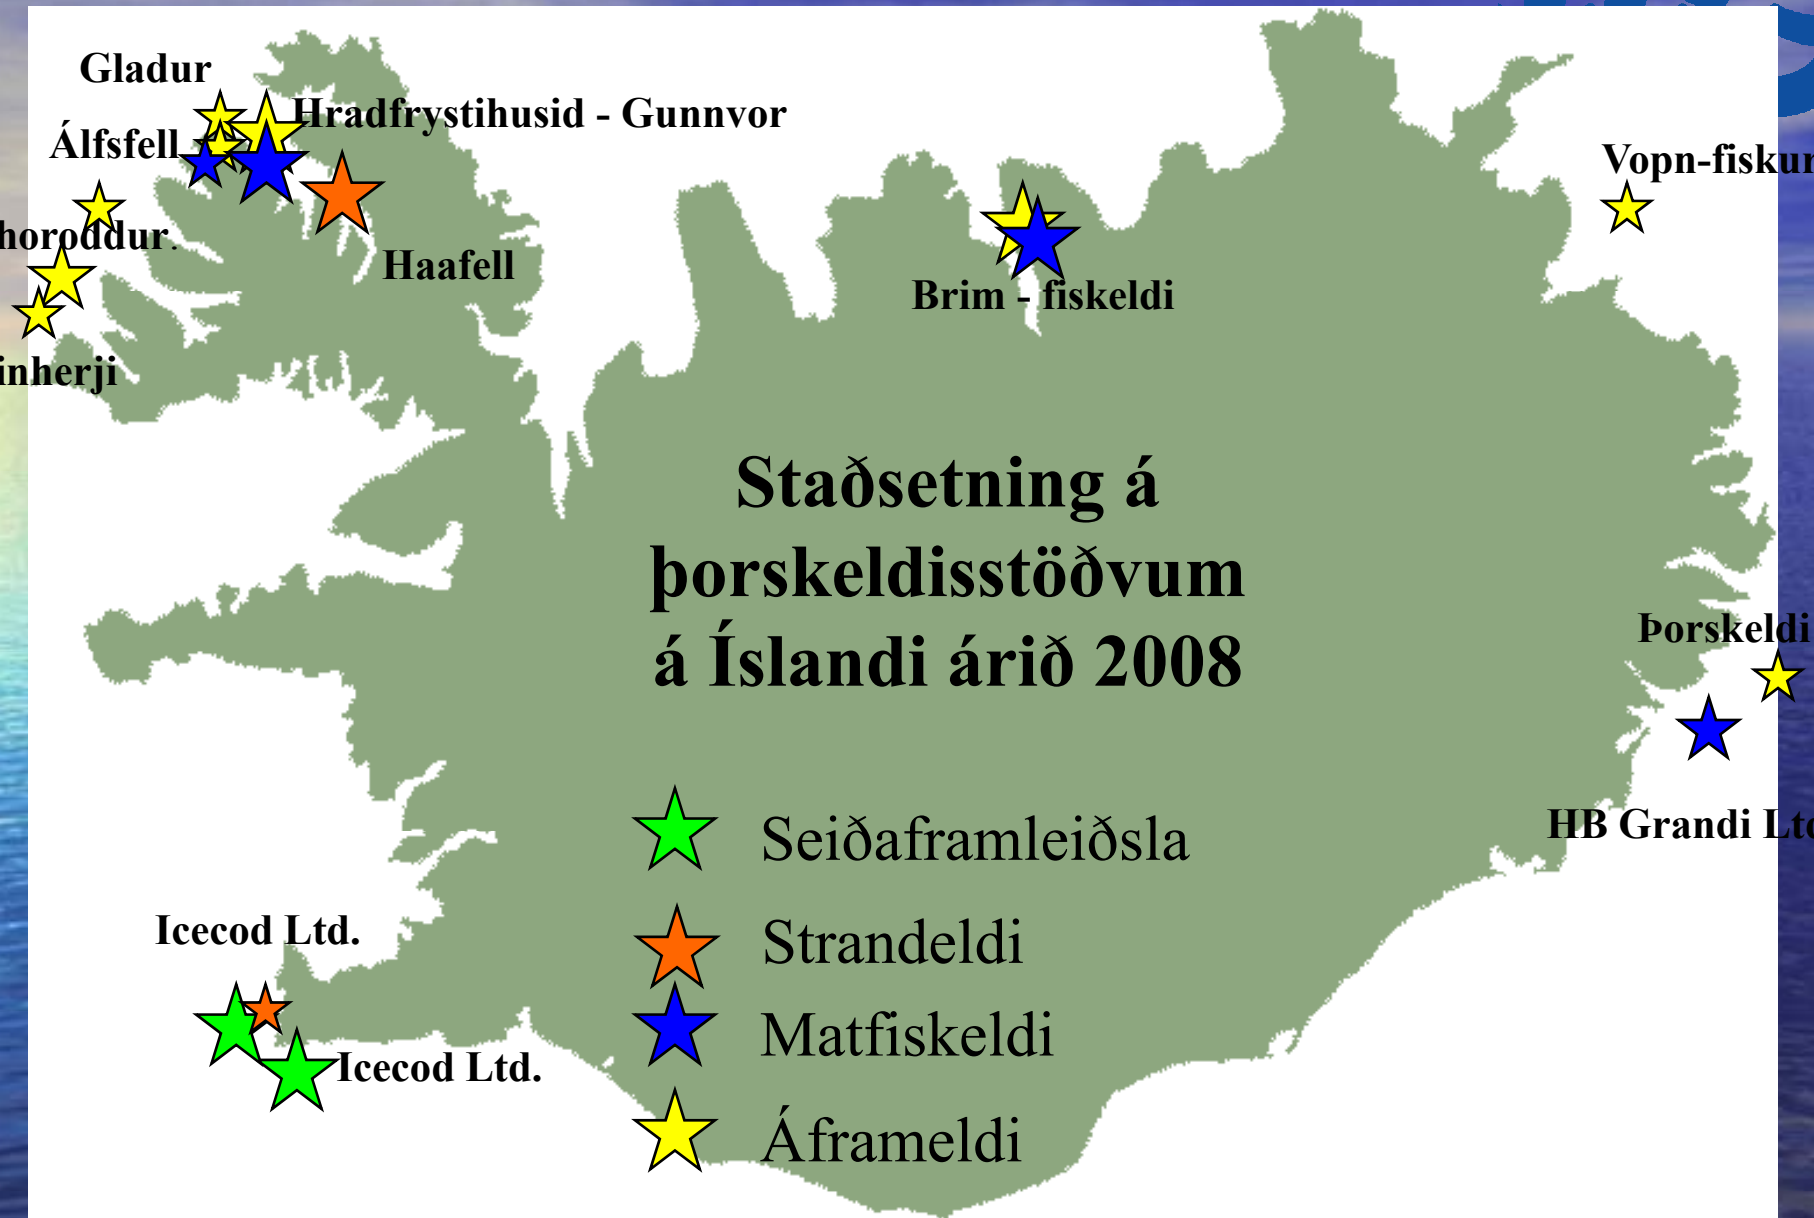 Gladur
Hradfrystihusid - Gunnvor
Álfsfell
Vopn-fiskur
horoddur.
Haafell
Brim - fiskeldi
inherji
Staðsetning á
þorskeldisstöðvum
á Íslandi árið 2008
Þorskeldi
HB Grandi Ltd
Seiðaframleiðsla
Strandeldi
Matfiskeldi
Áframeldi
Icecod Ltd.
Icecod Ltd.